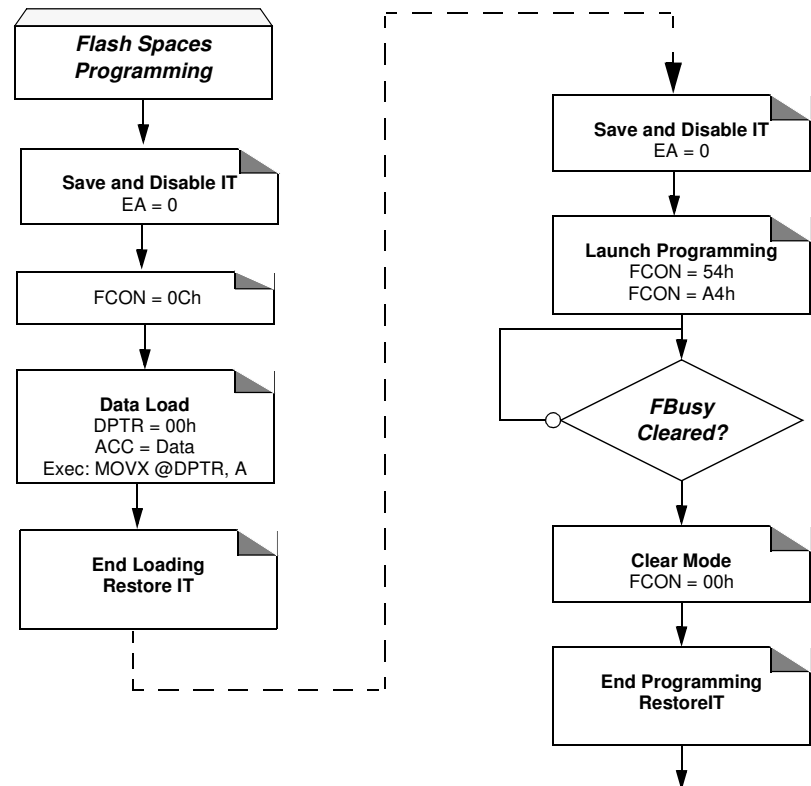 Flash Spaces
Programming
Save and Disable IT
EA = 0
FCON = 0Ch
Data Load
DPTR = 00h
ACC = Data
Exec: MOVX @DPTR, A
End Loading
Restore IT
Save and Disable IT
EA = 0
Launch Programming
FCON = 54h
FCON = A4h
FBusy
Cleared?
Clear Mode
FCON = 00h
End Programming
RestoreIT